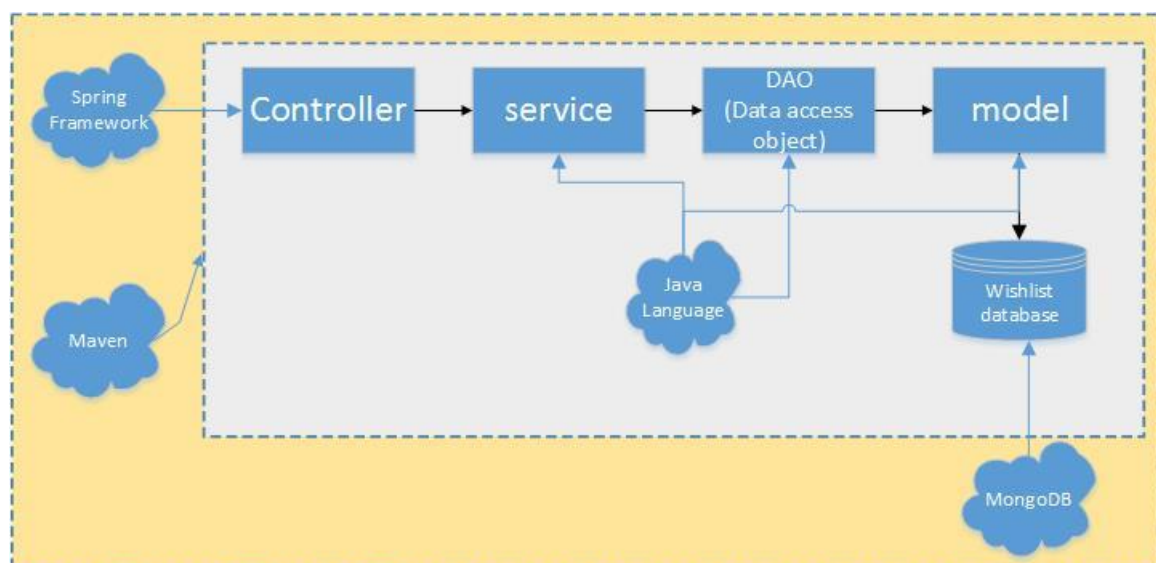 Spring
Framework
Controller
service
DAO
(Data access
object)
model
Java
Language
Wishlist
database
Maven
MongoDB